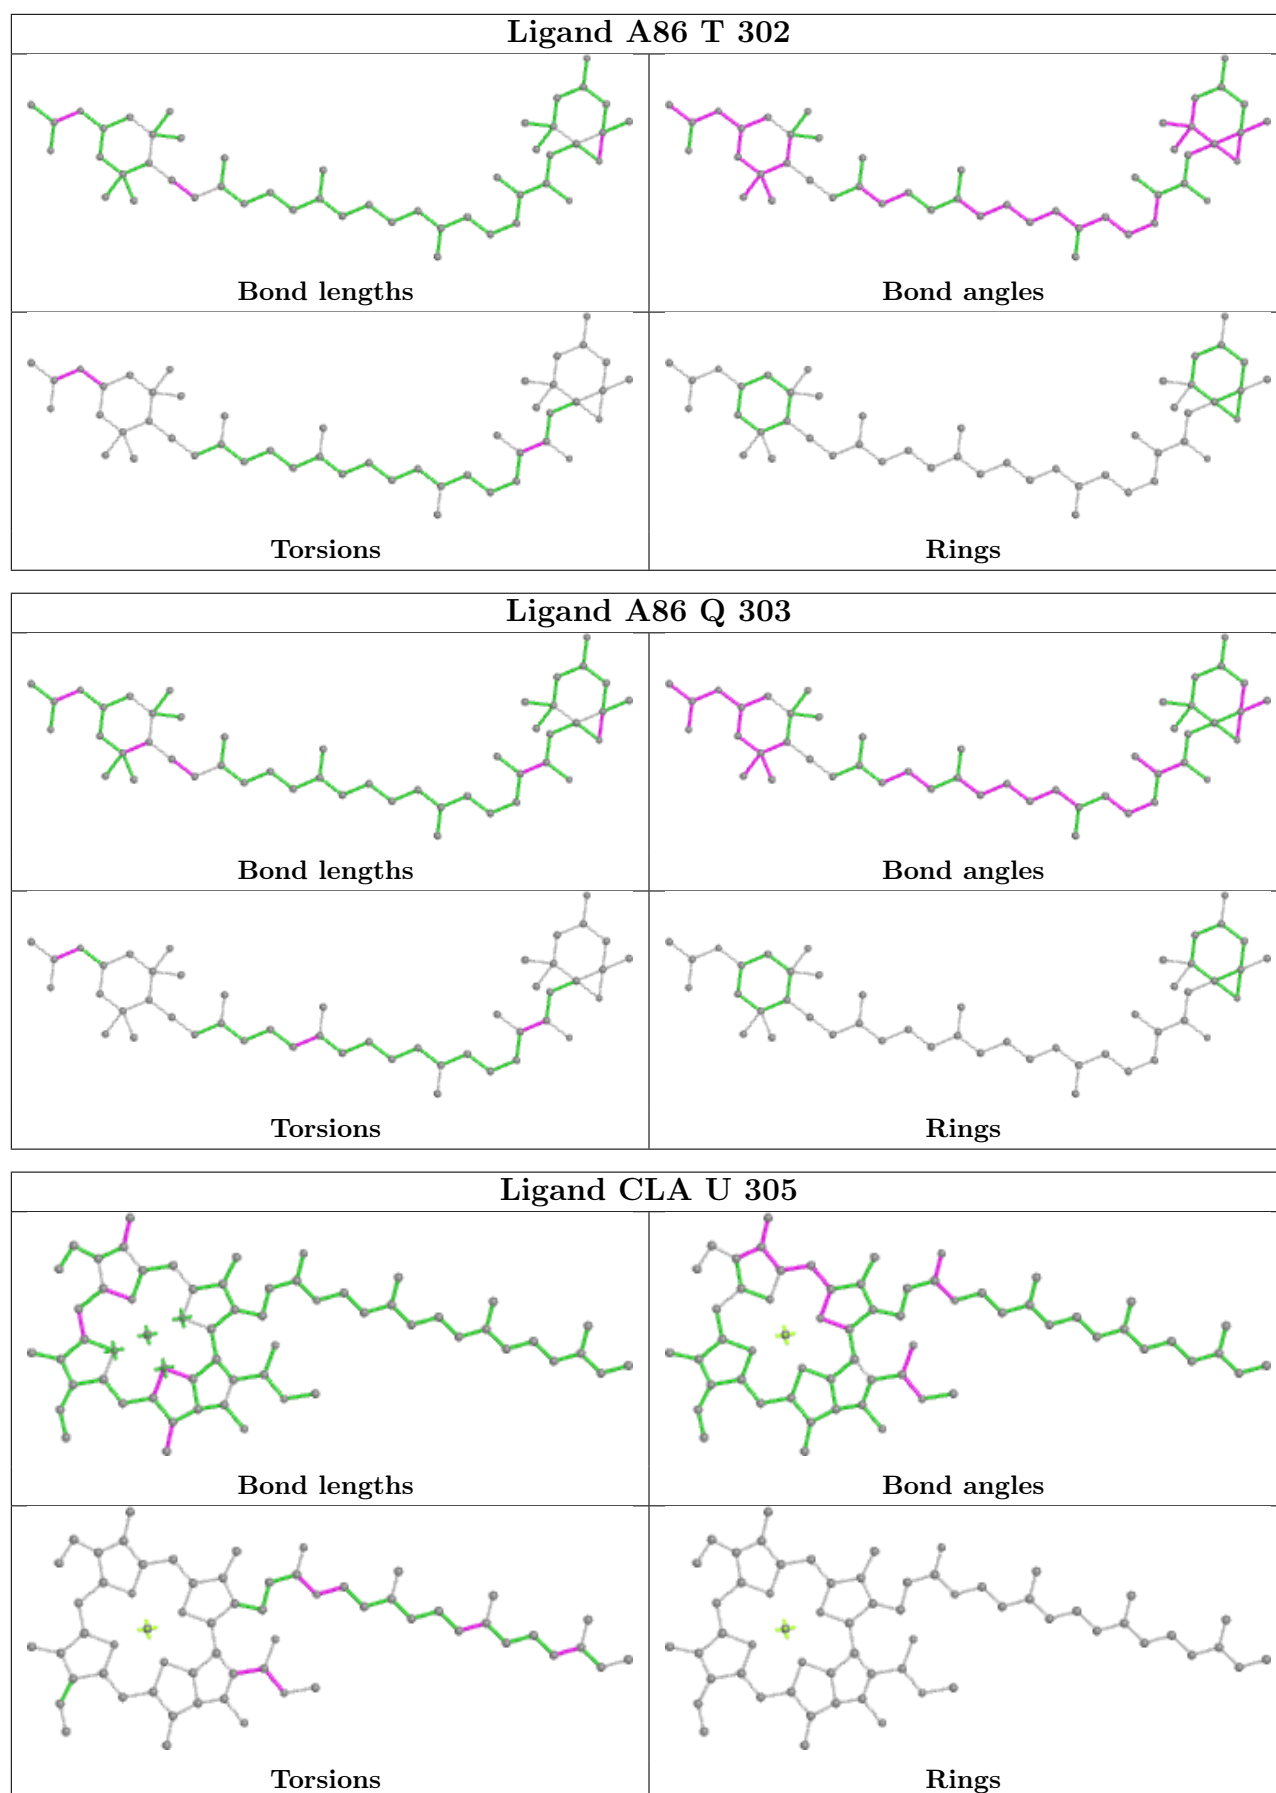 Ligand A86 T 302
Bond lengths
Bond angles
Torsions
Rings
Ligand A86 Q 303
Bond lengths
Bond angles
Torsions
Rings
Ligand CLA U 305
Bond lengths
Bond angles
Torsions
Rings